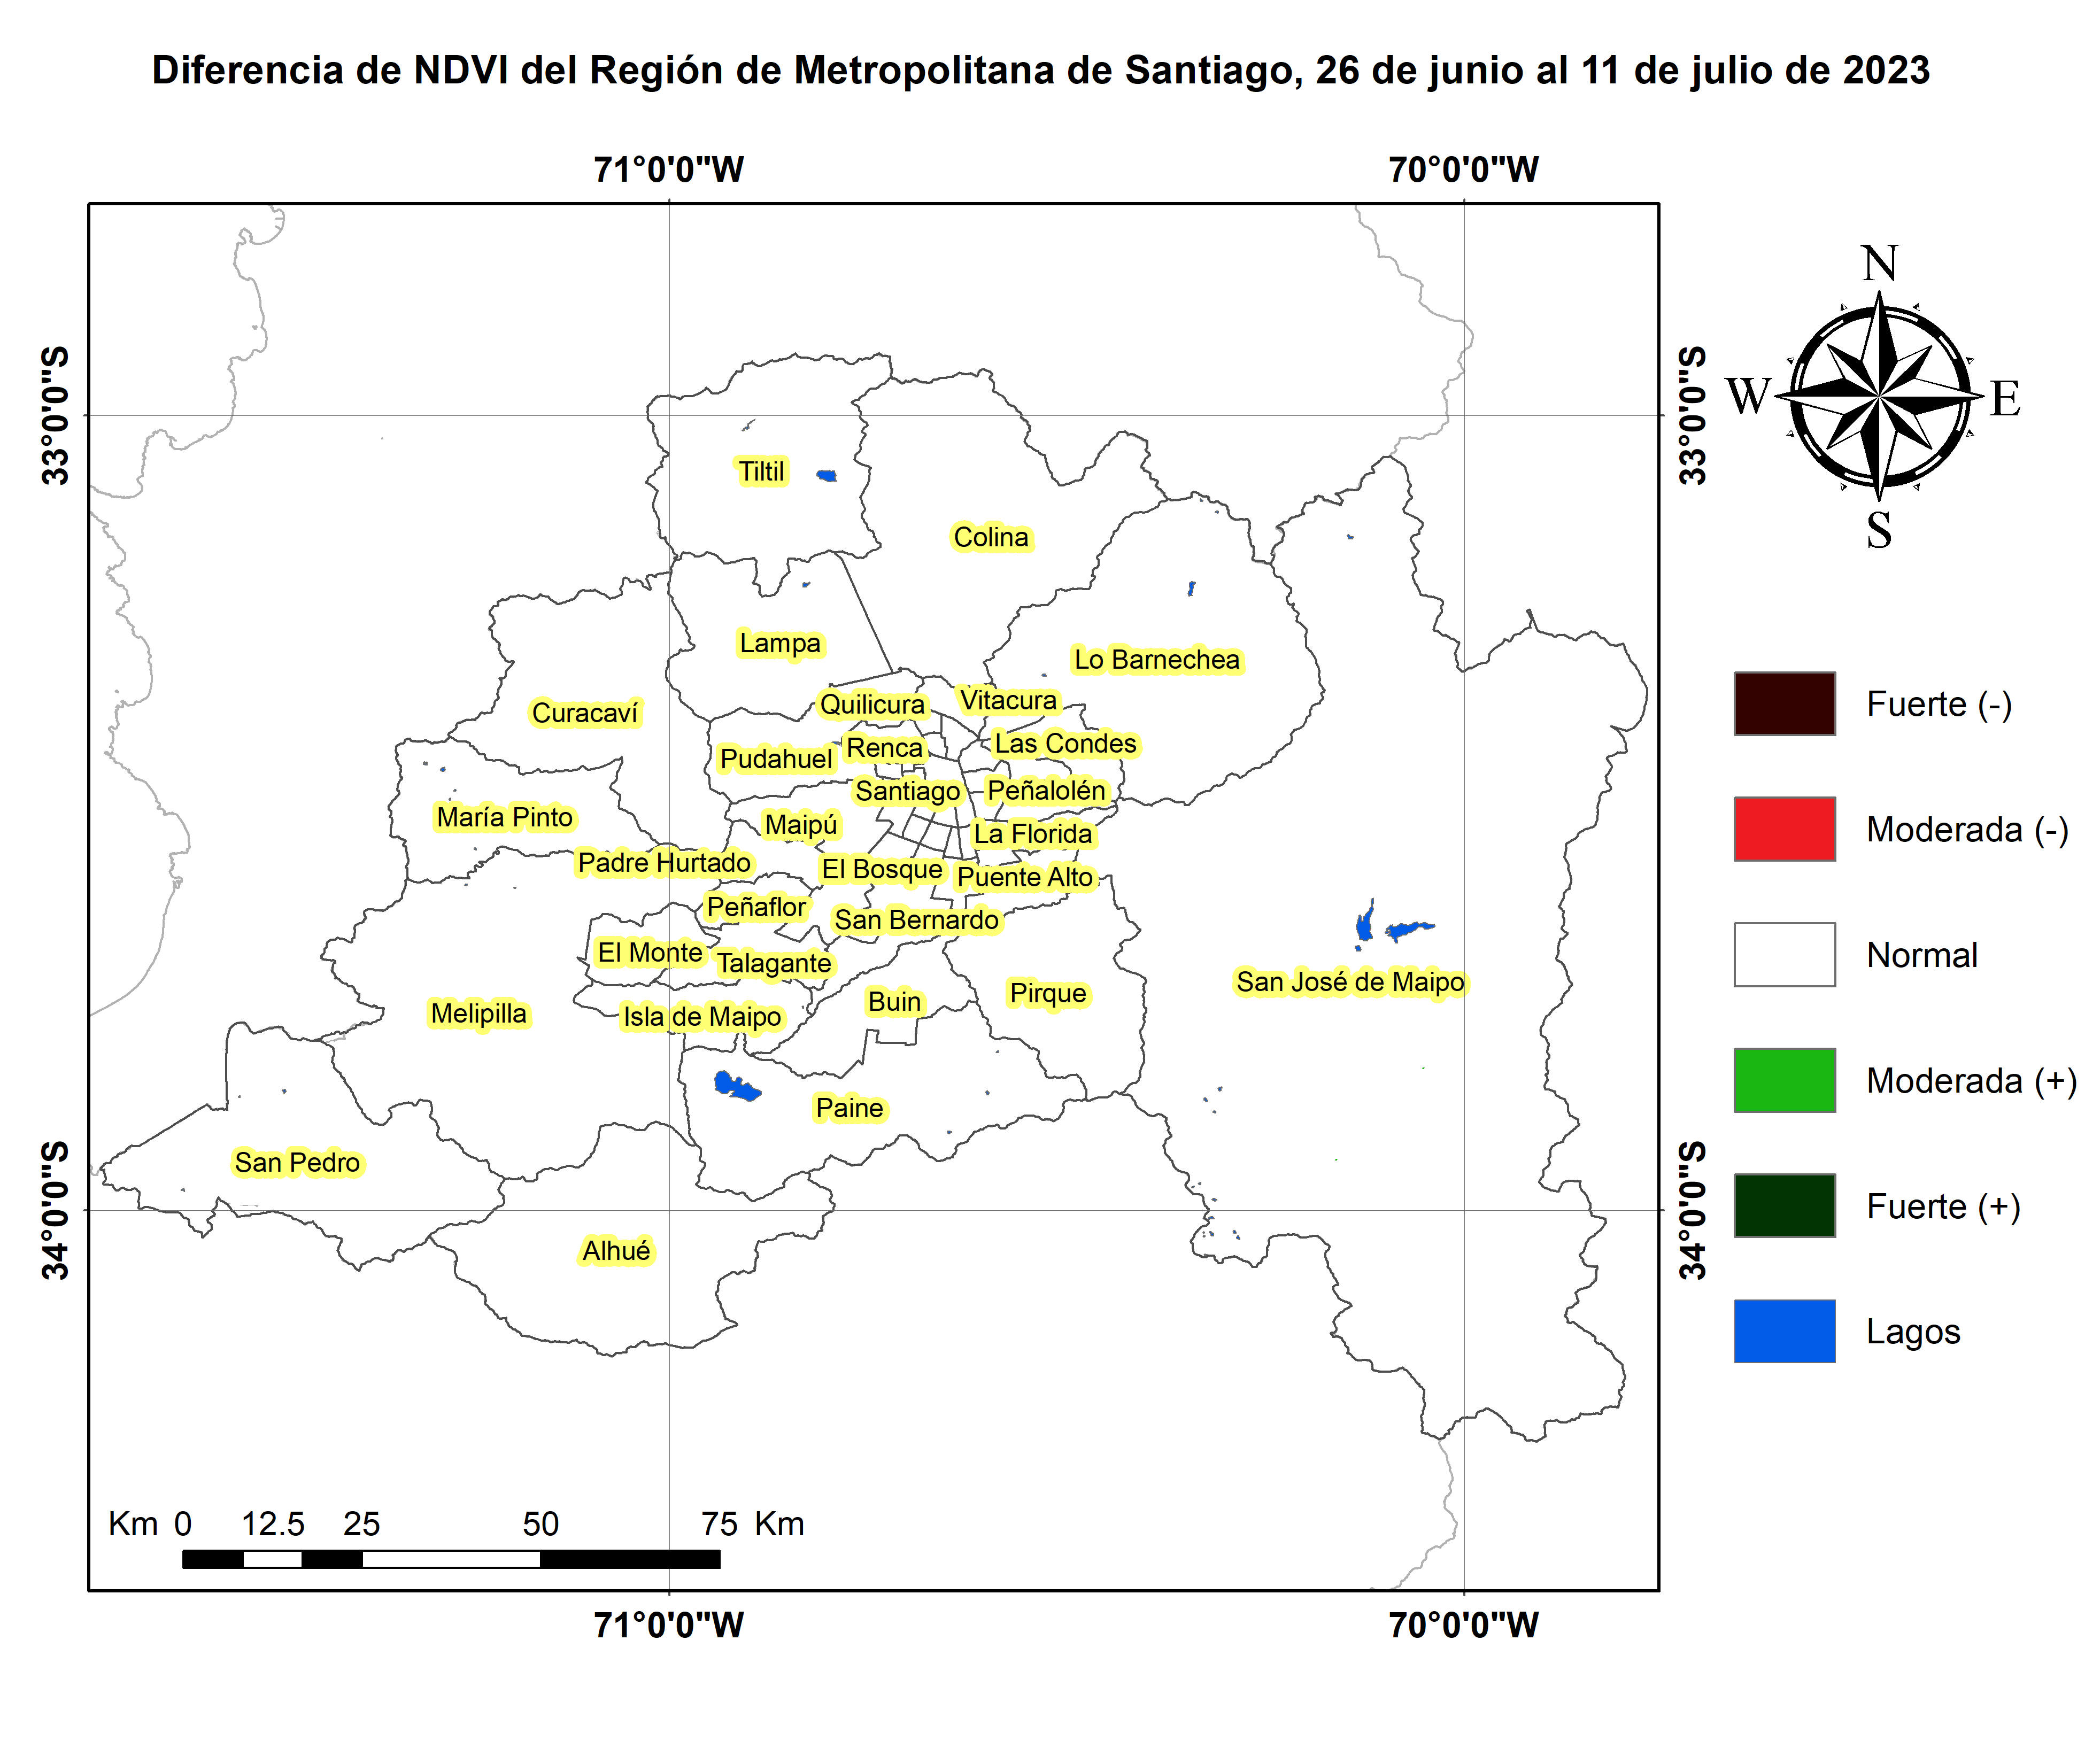 Diferencia de NDVI del Región de Metropolitana de Santiago, 26 de junio al 11 de julio de 2023
71°0'0"W
70°0'0"W
33°0'0"S
33°0'0"S
N
W
E
S
Tiltil
Colina
Lampa
Lo Barnechea
Curacaví
Quilicura
Vitacura
Pudahuel
Renca
Las Condes
Santiago
Peñalolén
María Pinto
Maipú
La Florida
Padre Hurtado
El Bosque
Puente Alto
Peñaflor
San Bernardo
El Monte
Talagante
San José de Maipo
Buin
Pirque
Melipilla
Isla de Maipo
Paine
San Pedro
Alhué
34°0'0"S
34°0'0"S
Fuerte (-)
Moderada (-)
Normal
Moderada (+)
Fuerte (+)
Lagos
Km 0 12.5 25 50 75 Km
71°0'0"W
70°0'0"W